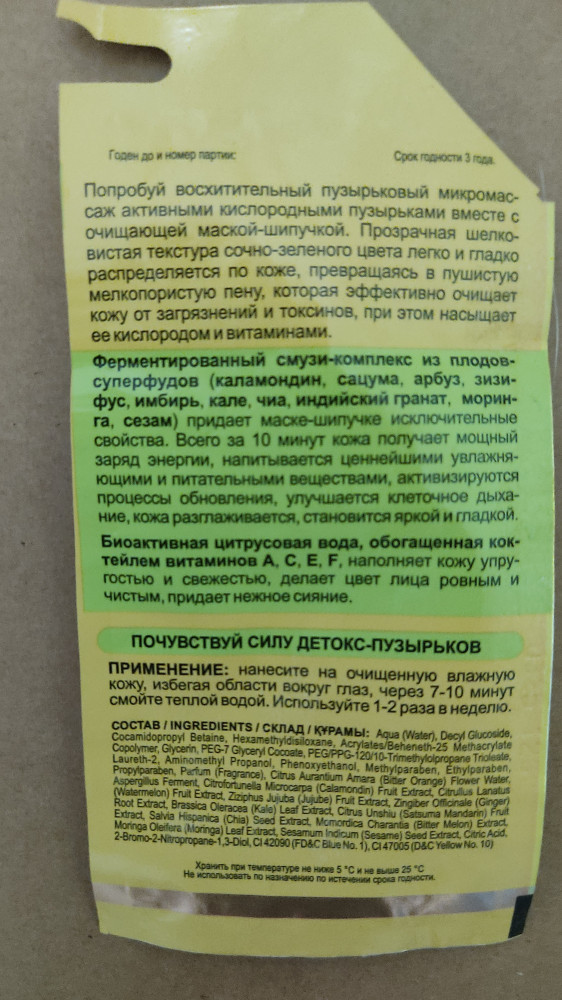 Годен до и номер партии: Срок годности 3 года.
Попробуй восхитительный пузырьковый микромас-
саж активными кислородными пузырьками вместе с
очищающей маской-шипучкой. Прозрачная шелко-
вистая текстура сочно-зеленого цвета легко и гладко
распределяется по коже, превращаясь в пушистую
мелкопористую пену, которая эффективно очищает
кожу от загрязнений и токсинов, при этом насыщает
ее кислородом и витаминами.
Ферментированный смузи-комплекс из плодов-
суперфудов (каламондин, сацума, арбуз, зизи-
фус, имбирь, кале, чиа, индийский гранат, морин-
га, сезам) придает маске-шипучке исключительные
свойства. Всего за 10 минут кожа получает мощный
заряд энергии, напитывается ценнейшими увлажня-
ющими и питательными веществами, активизируются
процессы обновления, улучшается клеточное дыха-
ние, кожа разглаживается, становится яркой и гладкой.
Биоактивная цитрусовая вода, обогащенная кок-
тейлем витаминов А, С, Е, F, наполняет кожу упру-
гостью и свежестью, делает цвет лица ровным и
чистым, придает нежное сияние.
ПОЧУВСТВУЙ СИЛУ ДЕТОКС-ПУЗЫРЬКОВ
ПРИМЕНЕНИЕ: нанесите на очищенную влажную
кожу, избегая области вокруг глаз, через 7-10 минут
смойте теплой водой. Используйте 1-2 раза в неделю.
СОСТАВ / INGREDIENTS / СКЛАД / ҚҰРАМЫ: Aqua (Water), Decyl Glucoside,
Cocamidopropyl Betaine, Hexamethyldisiloxane, Acrylates/Beheneth-25 Methacrylate
Copolymer, Glycerin, PEG-7 Glyceryl Cocoate, PEG/PPG-120/10-Trimethylolpropane Trioleate,
Laureth-2, Aminomethyl Propanol, Phenoxyethanol, Methylparaben, Ethylparaben,
Propylparaben, Parfum (Fragrance), Citrus Aurantium Amara (Bitter Orange) Flower Water,
Aspergillus Ferment, Citrofortunella Microcarpa (Calamondin) Fruit Extract, Citrullus Lanatus
(Watermelon) Fruit Extract, Ziziphus Jujuba (Jujube) Fruit Extract, Zingiber Officinale (Ginger)
Root Extract, Brassica Oleracea (Kale) Leaf Extract, Citrus Unshiu (Satsuma Mandarin) Fruit
Extract, Salvia Hispanica (Chia) Seed Extract, Momordica Charantia (Bitter Melon) Extract,
Moringa Oleifera (Moringa) Leaf Extract, Sesamum Indicum (Sesame) Seed Extract, Citric Acid,
2-Bromo-2-Nitropropane-1,3-Diol, CI 42090 (FD&C Blue No. 1), CI 47005 (D&C Yellow No. 10)
Хранить при температуре не ниже 5 °С и не выше 25 °С
Не использовать по назначению по истечении срока годности.